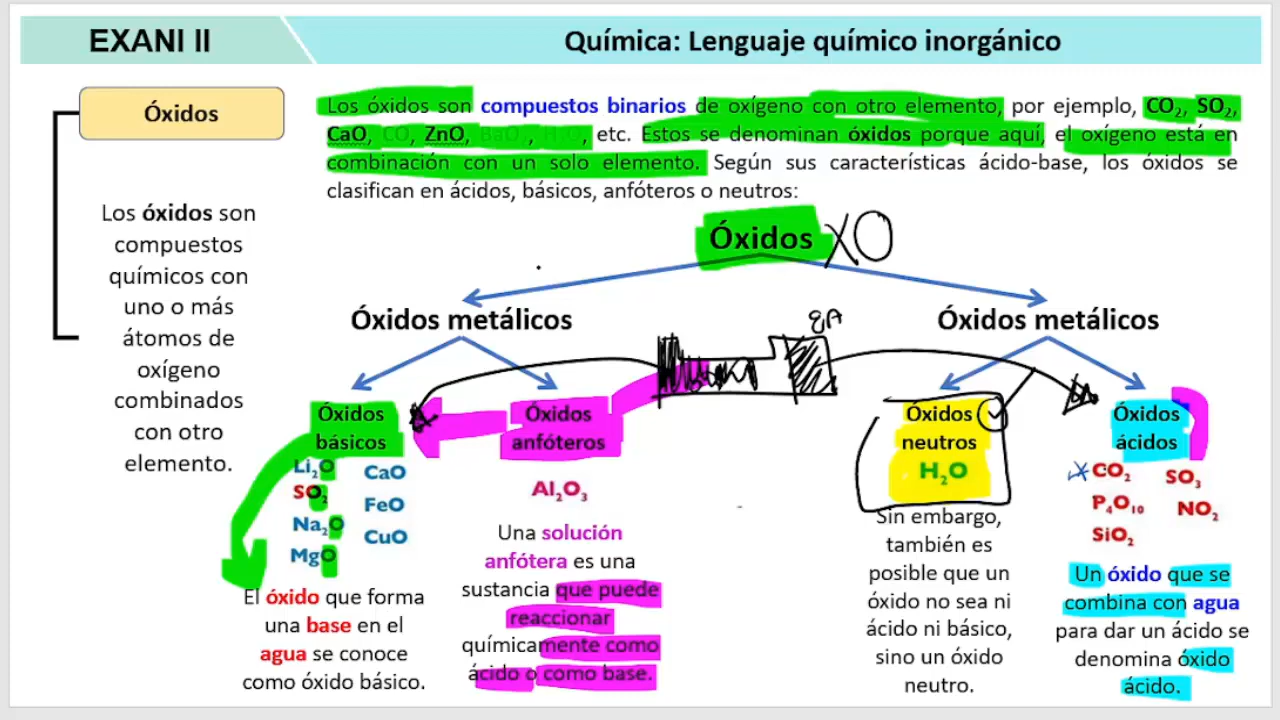 EXANI II
Química: Lenguaje químico inorgánico
Óxidos
Los óxidos son
compuestos
químicos con
uno o más
átomos de
oxígeno
combinados
con otro
elemento.
Los óxidos son compuestos binarios de oxígeno con otro elemento, por ejemplo, CO₂, SO₂,
CaO, CO, ZnO, BaO, H₂O, etc. Estos se denominan óxidos porque aquí, el oxígeno está en
combinación con un solo elemento. Según sus características ácido-base, los óxidos se
clasifican en ácidos, básicos, anfóteros o neutros:
Óxidos XO
Óxidos metálicos
Óxidos
básicos
Li₂O CaO
SO₂
FeO
Na₂O
CuO
MgO
El óxido que forma
una base en el
agua se conoce
como óxido básico.
Óxidos
anfóteros
Al₂O₃
Una solución
anfótera es una
sustancia que puede
reaccionar
químicamente como
ácido o como base.
8A
Óxidos metálicos
Óxidos
neutros
H₂O
Sin embargo,
también es
posible que un
óxido no sea ni
ácido ni básico,
sino un óxido
neutro.
Óxidos
ácidos
CO₂ SO₃
P₄O₁₀ NO₂
SiO₂
Un óxido que se
combina con agua
para dar un ácido se
denomina óxido
ácido.